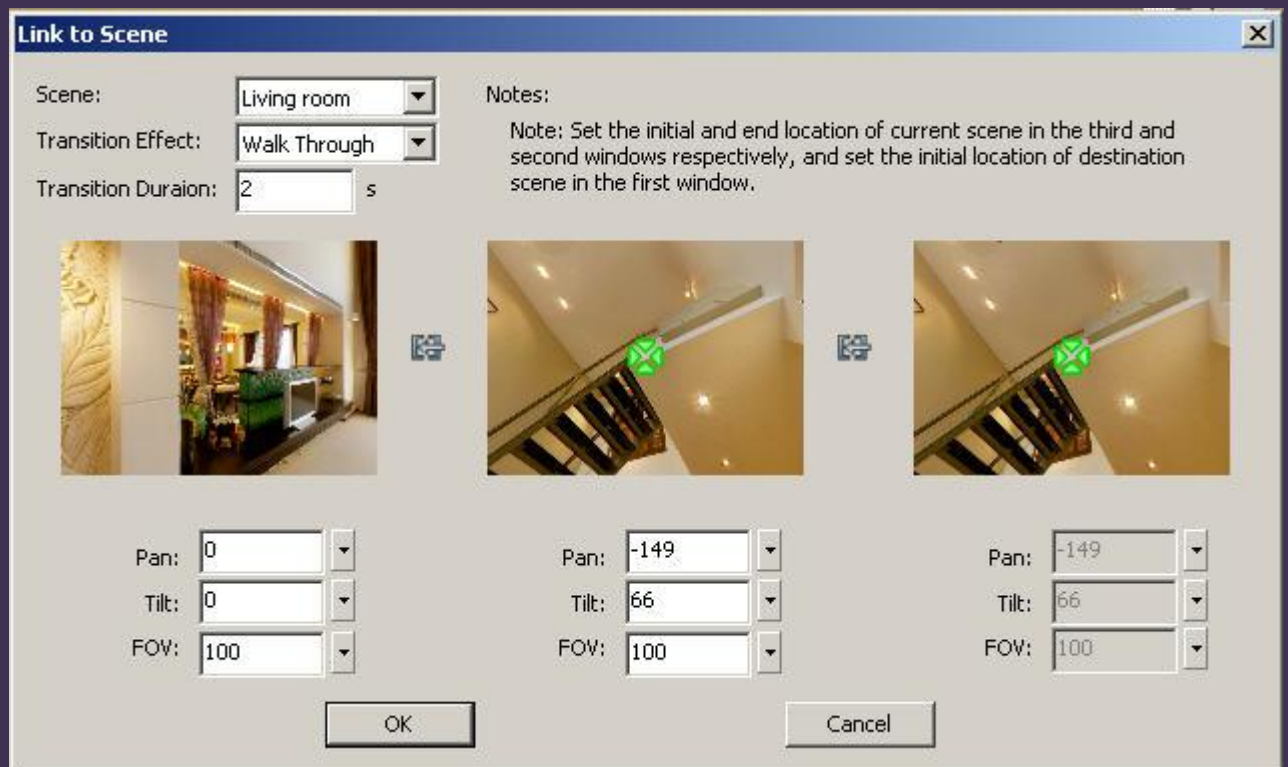 Link to Scene
Scene: Living room
Transition Effect: Walk Through
Transition Duraion: 2 s
Notes:
Note: Set the initial and end location of current scene in the third and
second windows respectively, and set the initial location of destination
scene in the first window.
Pan: 0
Tilt: 0
FOV: 100
Pan: -149
Tilt: 66
FOV: 100
Pan: -149
Tilt: 66
FOV: 100
OK
Cancel